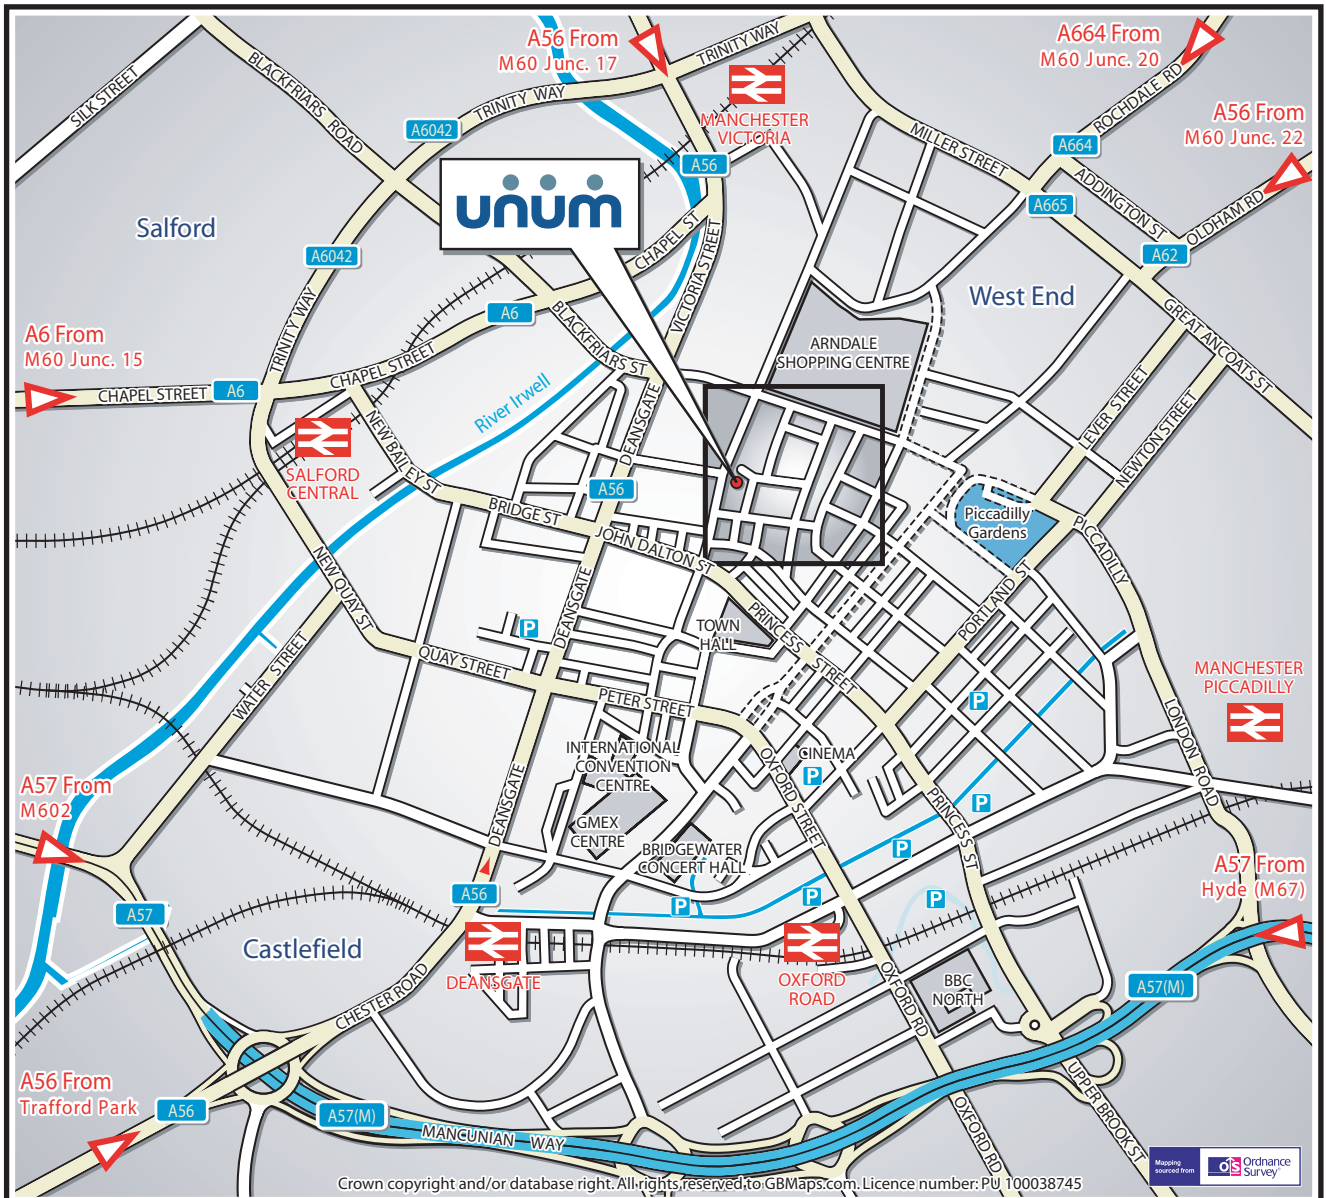 A56 From
M60 Junc. 17
TRINITY WAY
A664 From
M60 Junc. 20
ROCHDALE RD
A56 From
M60 Junc. 22
SILK STREET
BLACKFRIARS ROAD
TRINITY WAY
A6042
MANCHESTER
VICTORIA
A56
MILLER STREET
A664
ADDINGTON ST
A665
OLDHAM RD
A62
unum
Salford
A6042
CHAPEL ST
VICTORIA STREET
West End
GREAT ANCOATS ST
TRINITY WAY
A6
BLACKFRIARS ST
A6 From
M60 Junc. 15
CHAPEL STREET
A6
CHAPEL STREET
ARNDALE
SHOPPING CENTRE
River Irwell
DEANSGATE
LEVER STREET
NEWTON STREET
NEW BAILEY ST
SALFORD
CENTRAL
A56
BRIDGE ST
JOHN DALTON ST
Piccadilly
Gardens
PICCADILLY
NEW QUAY ST
DEANSGATE
PORTLAND ST
P
TOWN
HALL
PRINCESS STREET
WATER STREET
QUAY STREET
PETER STREET
MANCHESTER
PICCADILLY
P
LONDON ROAD
INTERNATIONAL
CONVENTION
CENTRE
OXFORD STREET
CINEMA
P
A57 From
M602
DEANSGATE
GMEX
CENTRE
BRIDGEWATER
CONCERT HALL
PRINCESS ST
P
P
A57 From
Hyde (M67)
A56
A57
P
P
P
Castlefield
DEANSGATE
OXFORD
ROAD
OXFORD RD
BBC
NORTH
A57(M)
CHESTER ROAD
A56 From
Trafford Park
A56
A57(M)
MANCUNIAN WAY
OXFORD RD
UPPER BROOK ST
Mapping
sourced from
OS
Ordnance
Survey®
Crown copyright and/or database right. All rights reserved to GBMaps.com. Licence number: PU 100038745